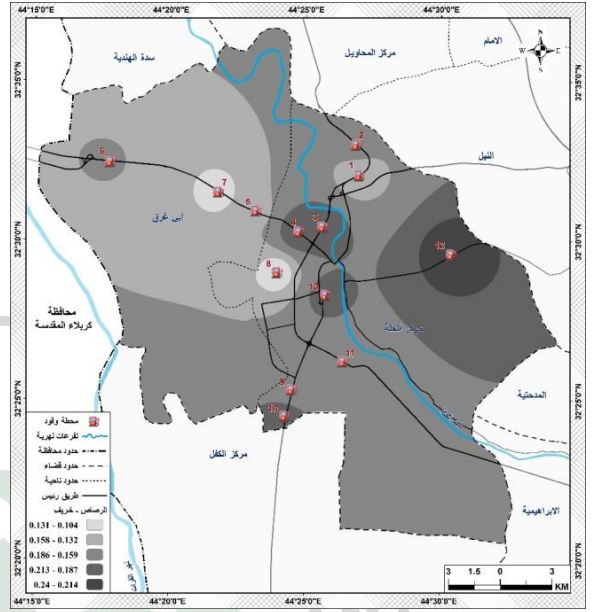 44°15'0"E 44°20'0"E 44°25'0"E 44°30'0"E
الامام
مركز المحاويل
سدة الهندية
N
W E
S
32°35'0"N 32°35'0"N
النيل
2
1
6
7
5
ابي غرق
3
4
32°30'0"N 32°30'0"N
12
8
13
محافظة
كربلاء المقدسة
مركز الحلة
11
المدحتية
9
32°25'0"N 32°25'0"N
10
مركز الكفل
الابراهيمية
محطة وقود
تفرعات نهرية
حدود محافظة
حدود قضاء
حدود ناحية
طريق رئيس
الرصاص - خريف
0.131 - 0.104
0.158 - 0.132
0.186 - 0.159
0.213 - 0.187
0.24 - 0.214
32°20'0"N 32°20'0"N
3 1.5 0 3
KM
44°15'0"E 44°20'0"E 44°25'0"E 44°30'0"E